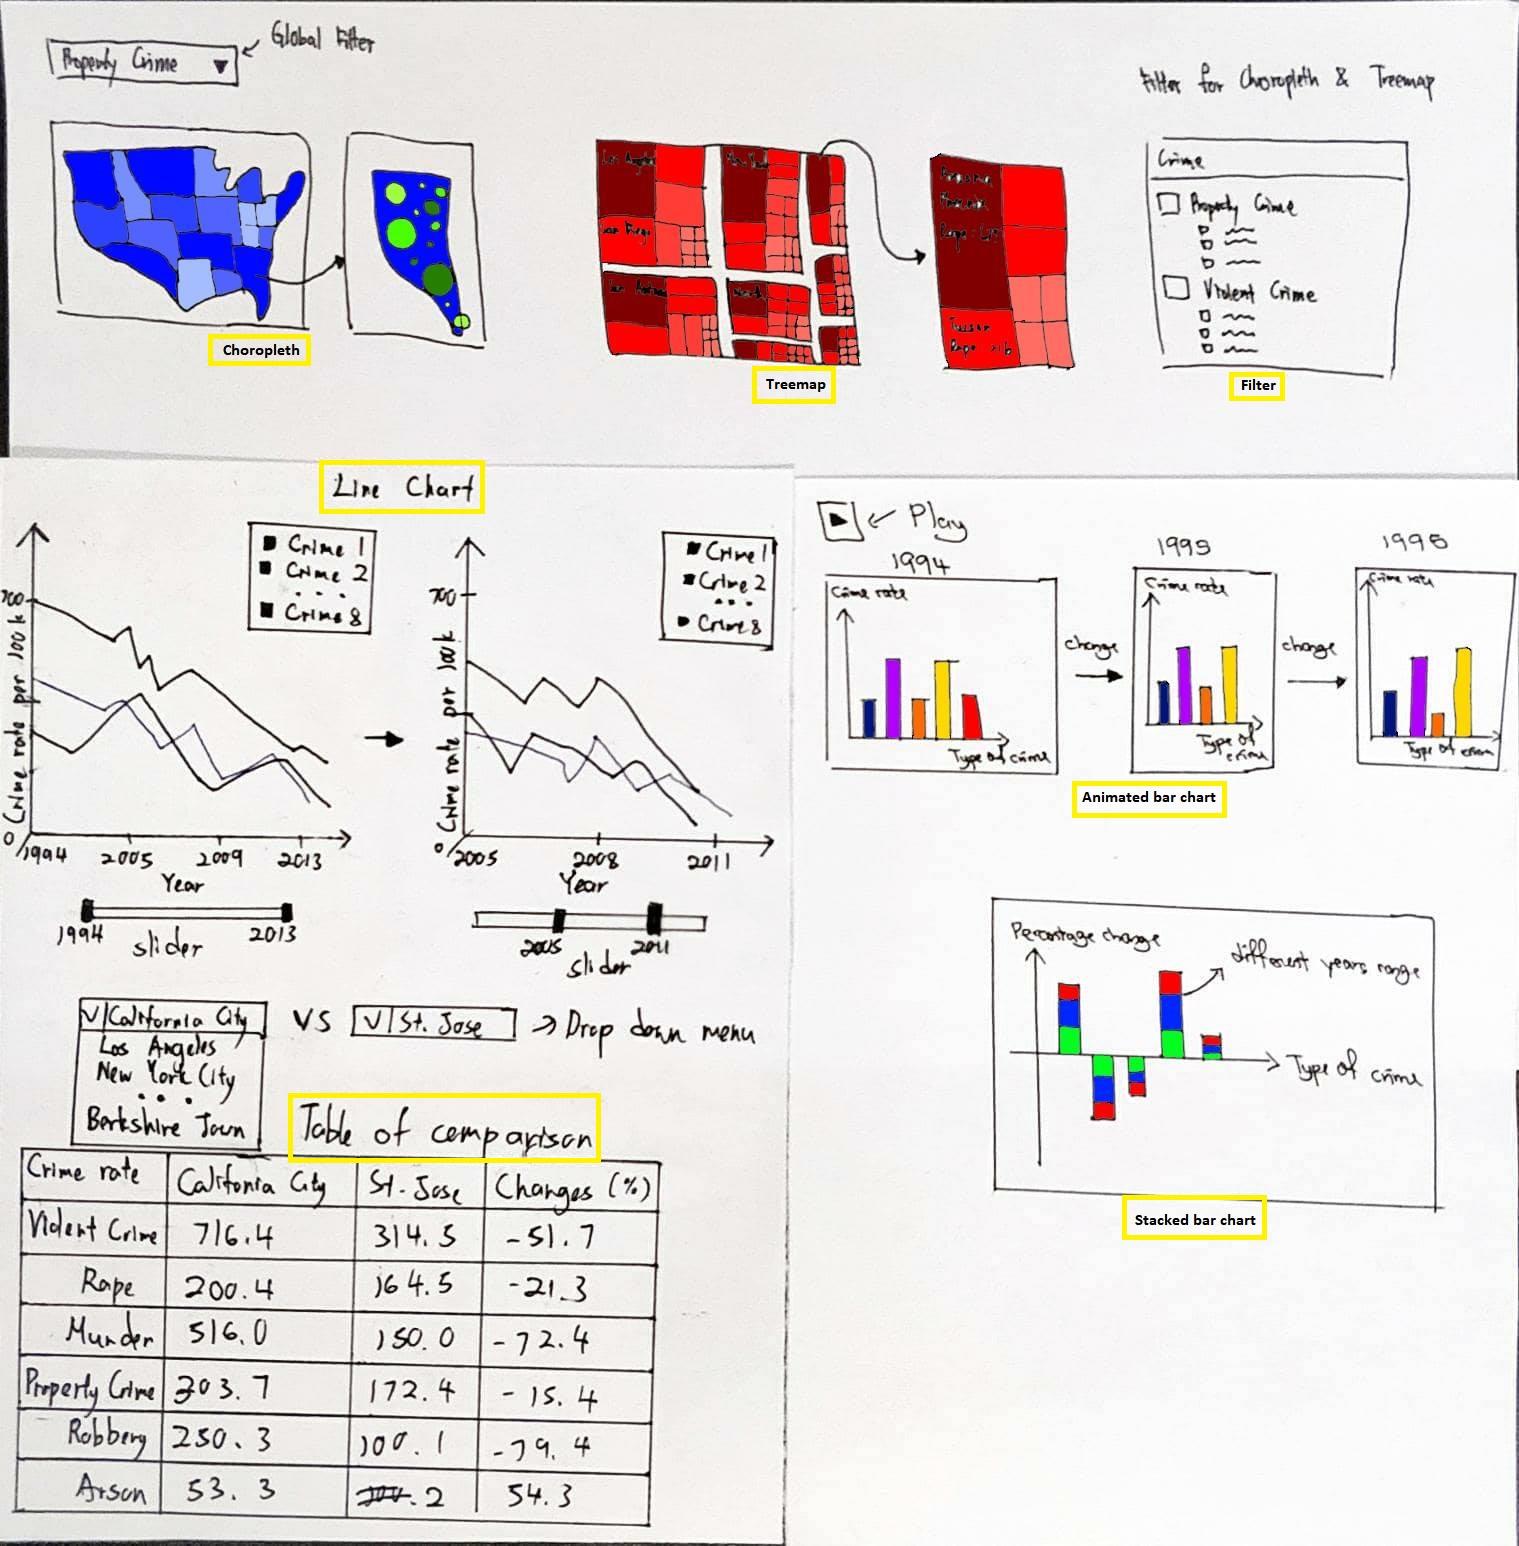 Global Filter
Property Crime
Filter for Choropleth & Treemap
Los Angeles
San Diego
New York
San Antonio
Phoenix
Rape :
Tucson
Rape
Crime
Property Crime
Violent Crime
Choropleth
Treemap
Filter
Line Chart
Crime 1
Crime 2
...
Crime 8
700
Crime rate per 100k
0
1994 2005 2009 2013
Year
1994 2013
slider
Crime 1
Crime 2
...
Crime 8
700
Crime rate per 100k
0
2005 2008 2011
Year
2005 2011
slider
Play
1994
Crime rate
Type of crime
change
1995
Crime rate
Type of crime
change
Crime rate
Type of crime
Animated bar chart
Percentage change
different years range
Type of crime
Stacked bar chart
V California City VS V St. Jose → Drop down menu
Los Angeles
New York City
...
Berkshire Town
Table of comparison
Crime rate California City St. Jose Changes (%)
Violent Crime 716.4 314.5 -51.7
Rape 200.4 164.5 -21.3
Murder 516.0 150.0 -72.4
Property Crime 303.7 172.4 -15.4
Robbery 250.3 100.1 -79.4
Arson 53.3 .2 54.3